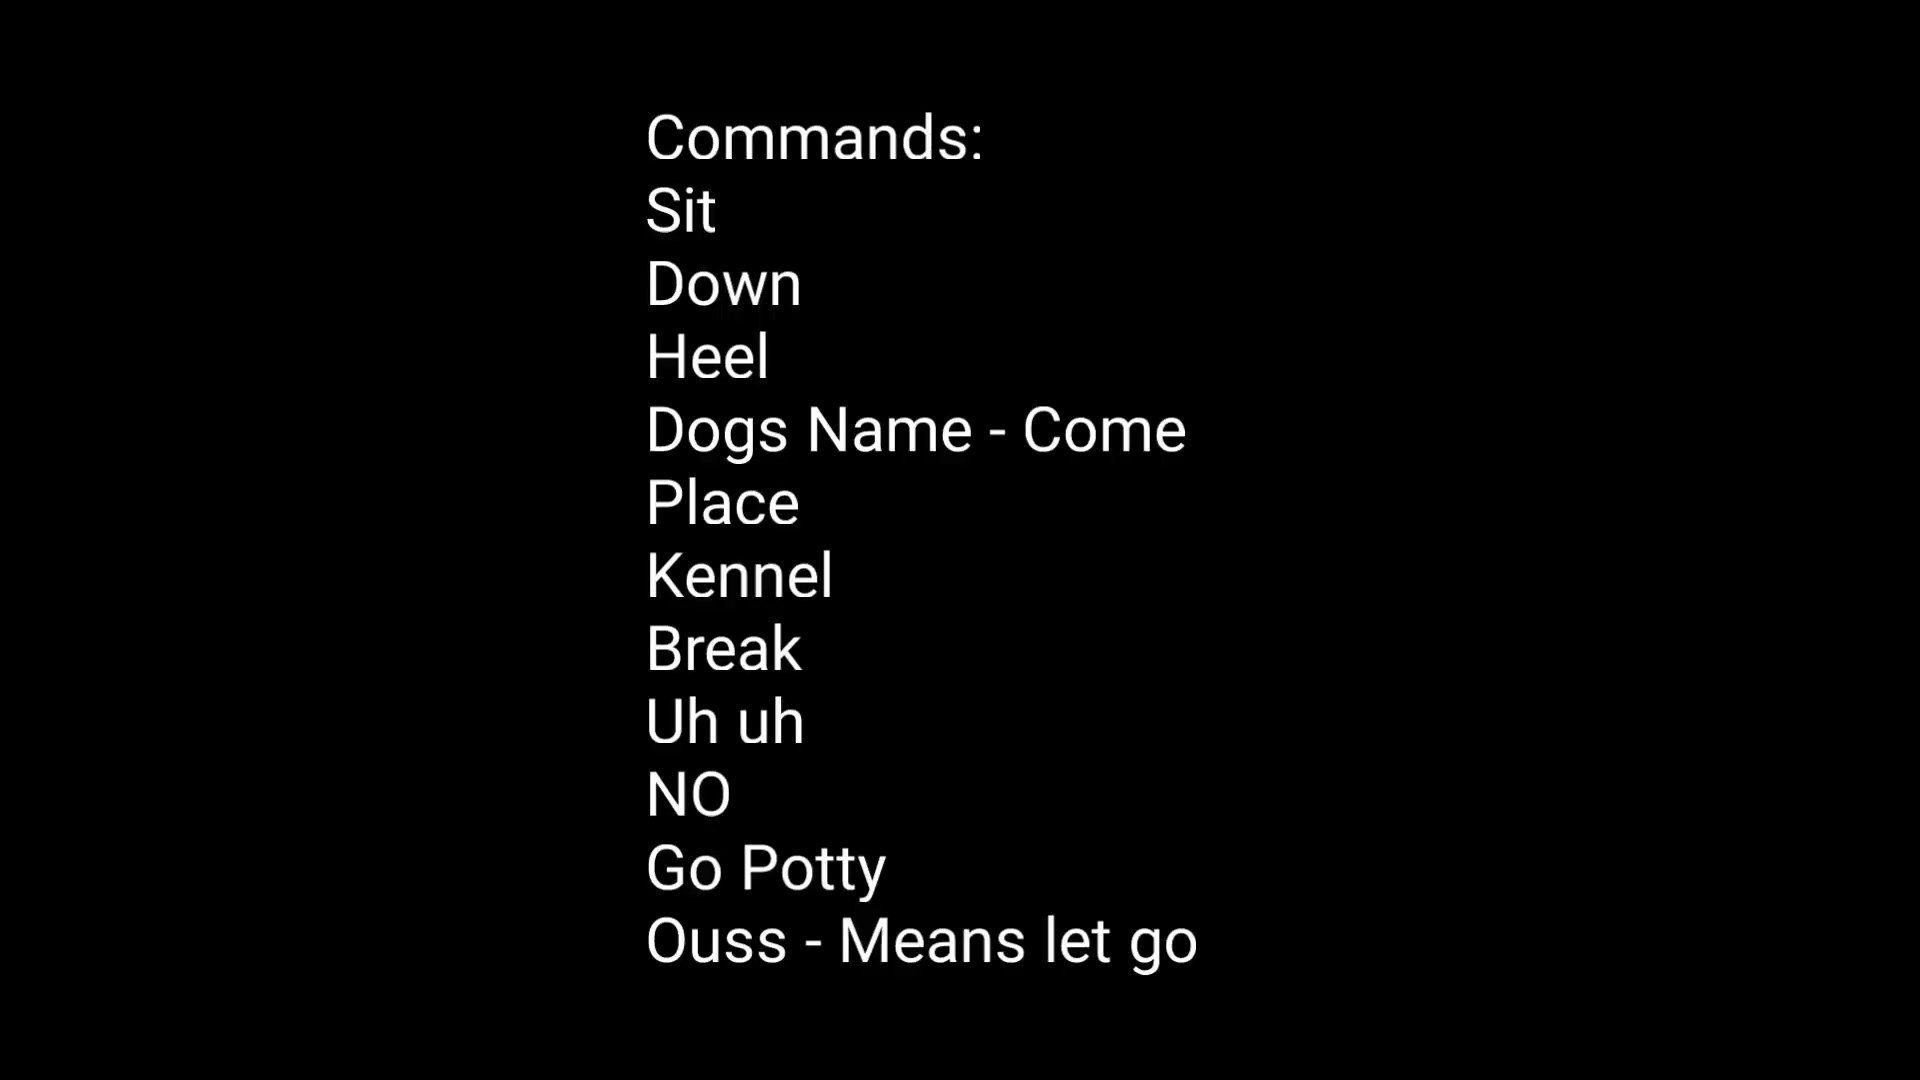 Commands:
Sit
Down
Heel
Dogs Name - Come
Place
Kennel
Break
Uh uh
NO
Go Potty
Ouss - Means let go